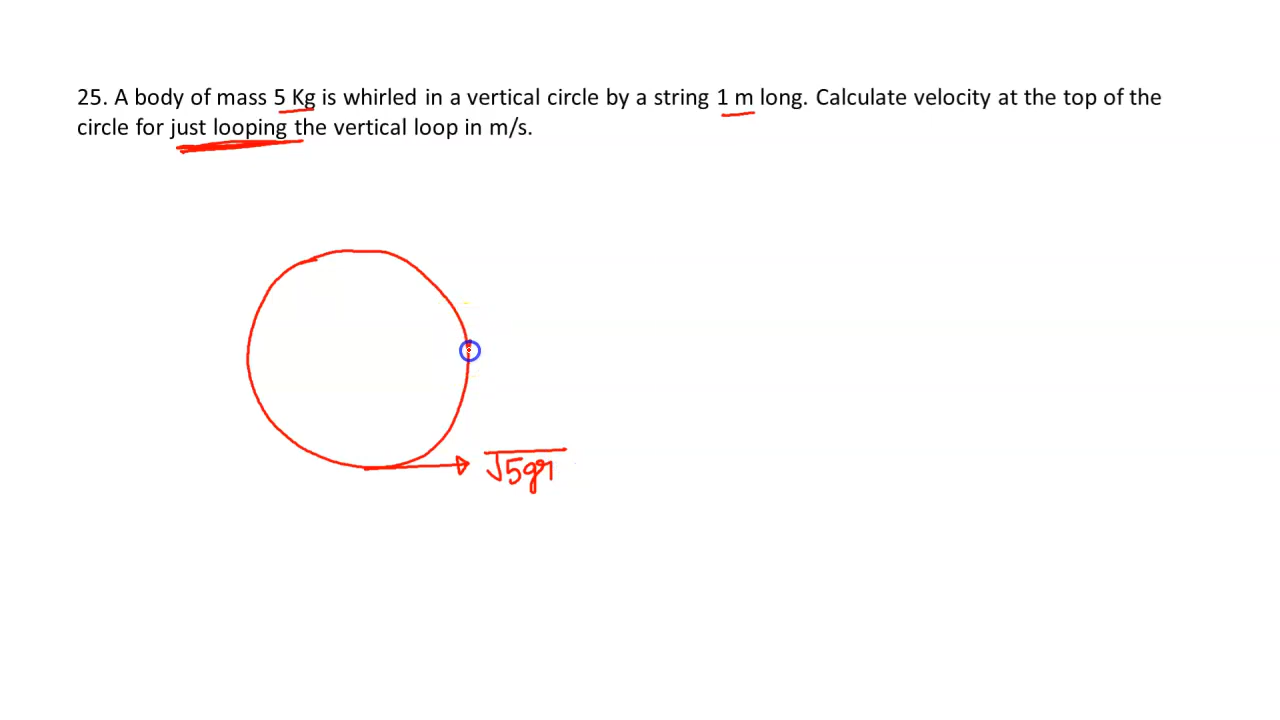 25. A body of mass 5 Kg is whirled in a vertical circle by a string 1 m long. Calculate velocity at the top of the
circle for just looping the vertical loop in m/s.
√5gr